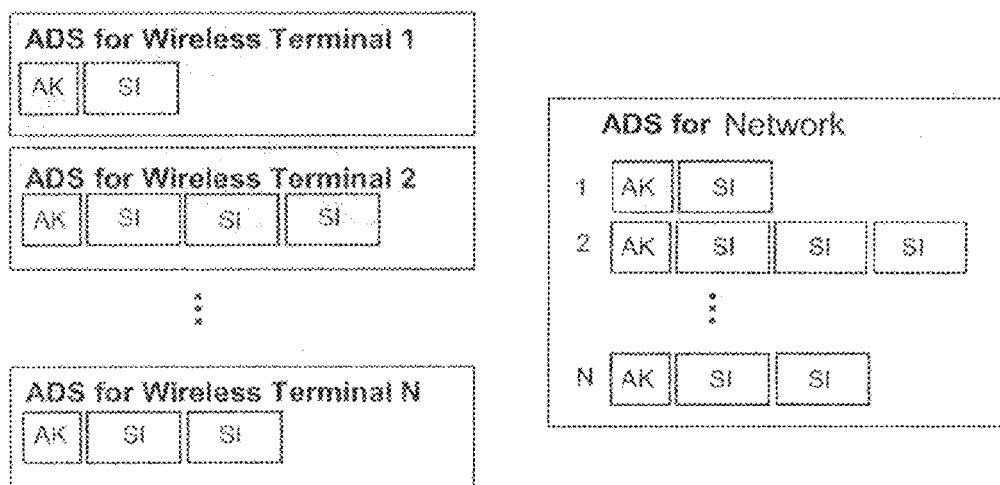 ADS for Wireless Terminal 1
AK SI
ADS for Wireless Terminal 2
AK SI SI SI
ADS for Wireless Terminal N
AK SI SI
ADS for Network
1 AK SI
2 AK SI SI SI
N AK SI SI